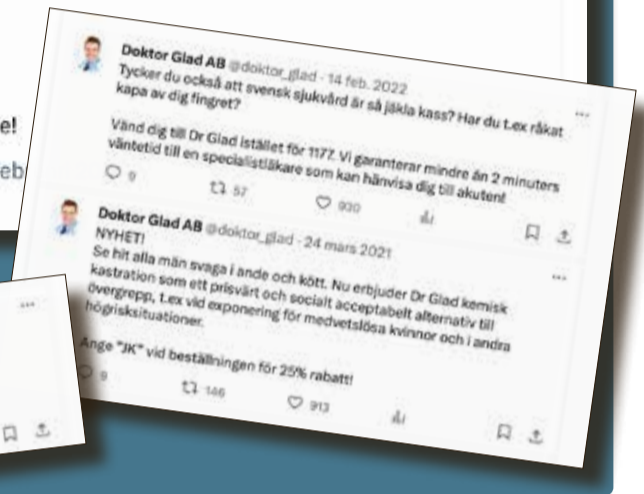 e!
eb
Doktor Glad AB @doktor_glad · 14 feb. 2022
Tycker du också att svensk sjukvård är så jäkla kass? Har du t.ex råkat
kapa av dig fingret?
Vänd dig till Dr Glad istället för 1177. Vi garanterar mindre än 2 minuters
väntetid till en specialistläkare som kan hänvisa dig till akuten!
9 57 930
Doktor Glad AB @doktor_glad · 24 mars 2021
NYHET!
Se hit alla män svaga i ande och kött. Nu erbjuder Dr Glad kemisk
kastration som ett prisvärt och socialt acceptabelt alternativ till
övergrepp, t.ex vid exponering för medvetslösa kvinnor och i andra
högrisksituationer.
Ange "JK" vid beställningen för 25% rabatt!
9 146 913